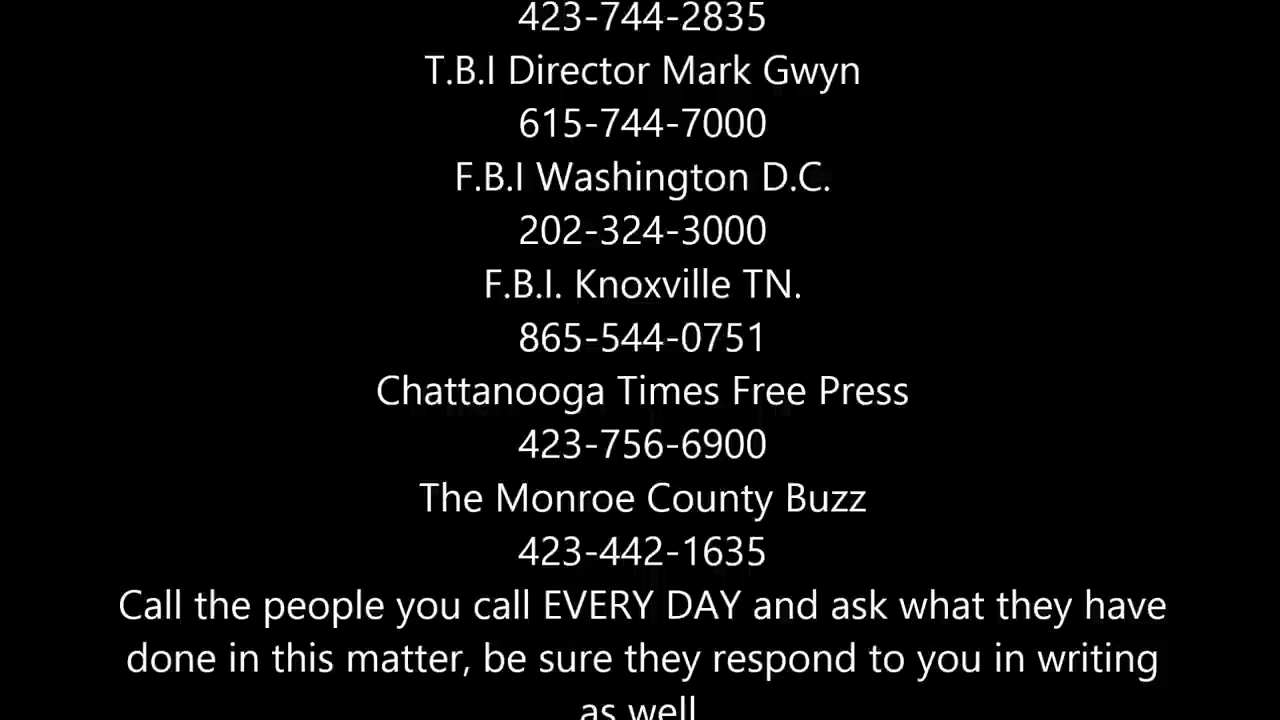 423-744-2835
T.B.I Director Mark Gwyn
615-744-7000
F.B.I Washington D.C.
202-324-3000
F.B.I. Knoxville TN.
865-544-0751
Chattanooga Times Free Press
423-756-6900
The Monroe County Buzz
423-442-1635
Call the people you call EVERY DAY and ask what they have
done in this matter, be sure they respond to you in writing
as well